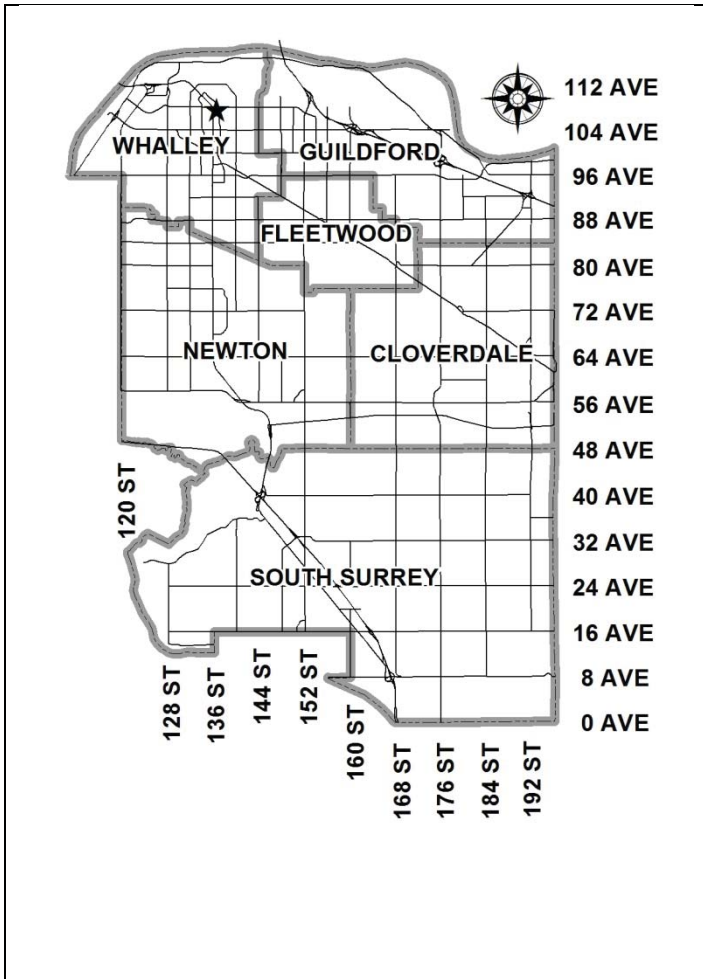 112 AVE
104 AVE
WHALLEY
GUILDFORD
96 AVE
88 AVE
FLEETWOOD
80 AVE
72 AVE
NEWTON
CLOVERDALE
64 AVE
56 AVE
48 AVE
120 ST
40 AVE
32 AVE
SOUTH SURREY
24 AVE
16 AVE
8 AVE
0 AVE
128 ST
136 ST
144 ST
152 ST
160 ST
168 ST
176 ST
184 ST
192 ST